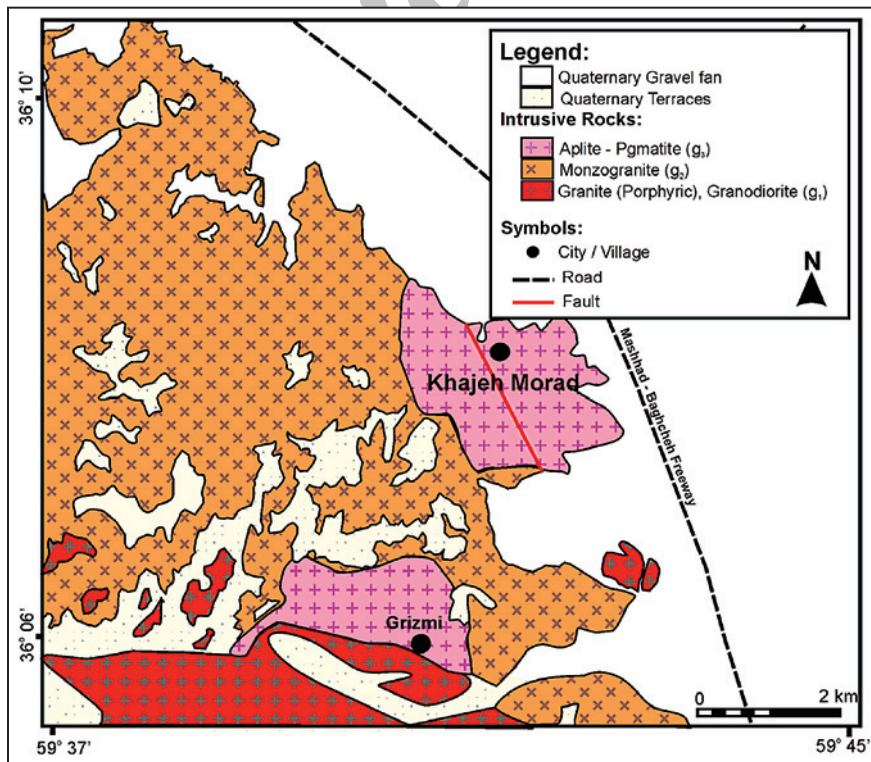 Legend:
Quaternary Gravel fan
Quaternary Terraces
Intrusive Rocks:
Aplite - Pgmatite (g₃)
Monzogranite (g₂)
Granite (Porphyric), Granodiorite (g₁)
Symbols:
City / Village
Road
Fault
N
36° 10'
Khajeh Morad
Mashhad - Baghcheh Freeway
Grizmi
36° 06'
0 2 km
59° 37'
59° 45'